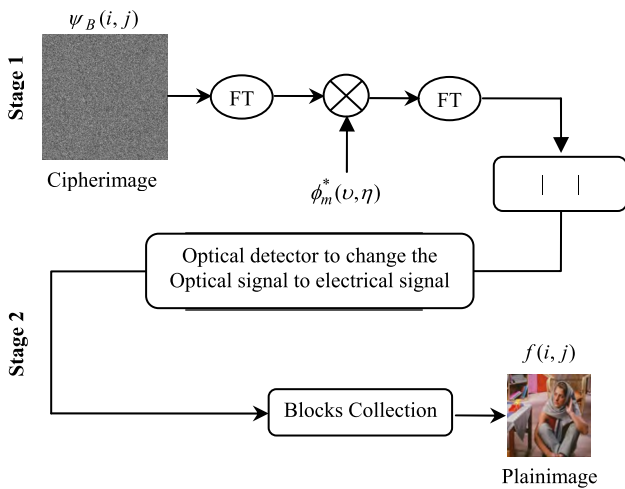 ψ_B(i, j)
Stage 1
FT
FT
Cipherimage
ϕ*_m(υ,η)
| |
Optical detector to change the
Optical signal to electrical signal
Stage 2
f(i, j)
Blocks Collection
Plainimage